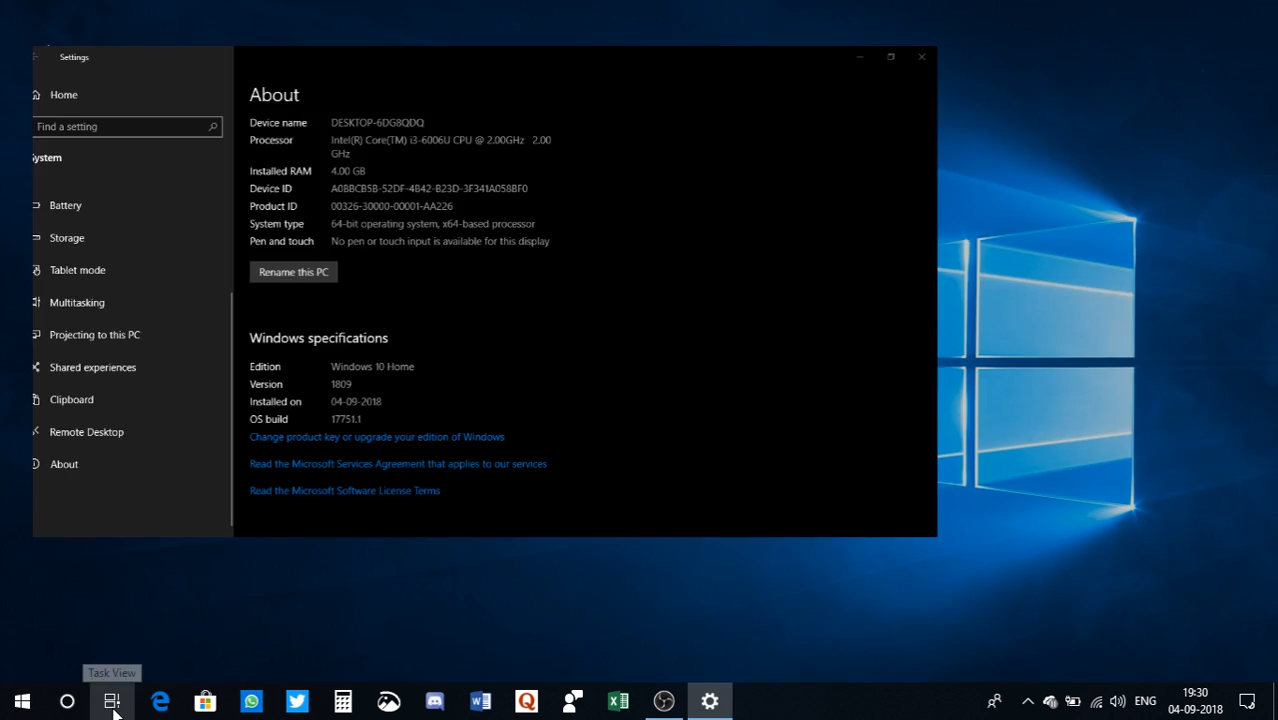 Settings
Home
Find a setting
System
Battery
Storage
Tablet mode
Multitasking
Projecting to this PC
Shared experiences
Clipboard
Remote Desktop
About
About
Device name DESKTOP-6DG8QDQ
Processor Intel(R) Core(TM) i3-6006U CPU @ 2.00GHz 2.00
GHz
Installed RAM 4.00 GB
Device ID A0BBCB5B-52DF-4B42-B23D-3F341A058BF0
Product ID 00326-30000-00001-AA226
System type 64-bit operating system, x64-based processor
Pen and touch No pen or touch input is available for this display
Rename this PC
Windows specifications
Edition Windows 10 Home
Version 1809
Installed on 04-09-2018
OS build 17751.1
Change product key or upgrade your edition of Windows
Read the Microsoft Services Agreement that applies to our services
Read the Microsoft Software License Terms
Task View
ENG
19:30
04-09-2018